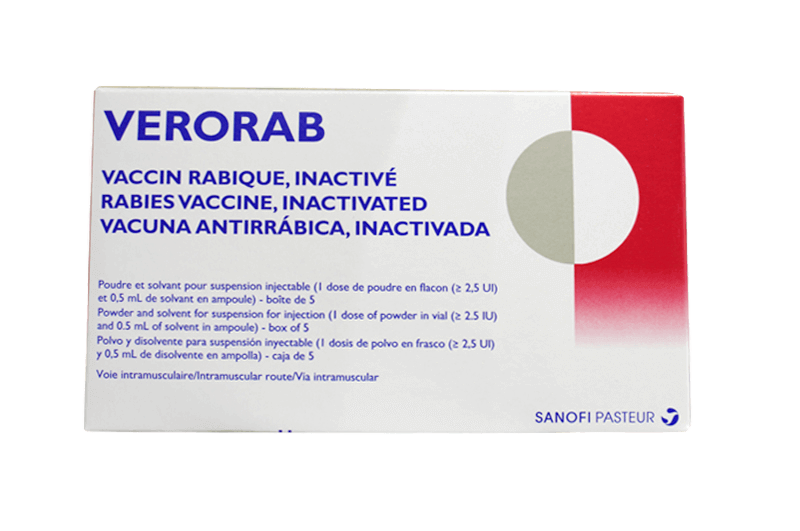 VERORAB
VACCIN RABIQUE, INACTIVÉ
RABIES VACCINE, INACTIVATED
VACUNA ANTIRRÁBICA, INACTIVADA
Poudre et solvant pour suspension injectable (1 dose de poudre en flacon (≥ 2,5 UI)
et 0,5 mL de solvant en ampoule) - boîte de 5
Powder and solvent for suspension for injection (1 dose of powder in vial (≥ 2.5 IU)
and 0.5 mL of solvent in ampoule) - box of 5
Polvo y disolvente para suspensión inyectable (1 dosis de polvo en frasco (≥ 2,5 UI)
y 0,5 mL de disolvente en ampolla) - caja de 5
Voie intramusculaire/Intramuscular route/Via intramuscular
SANOFI PASTEUR